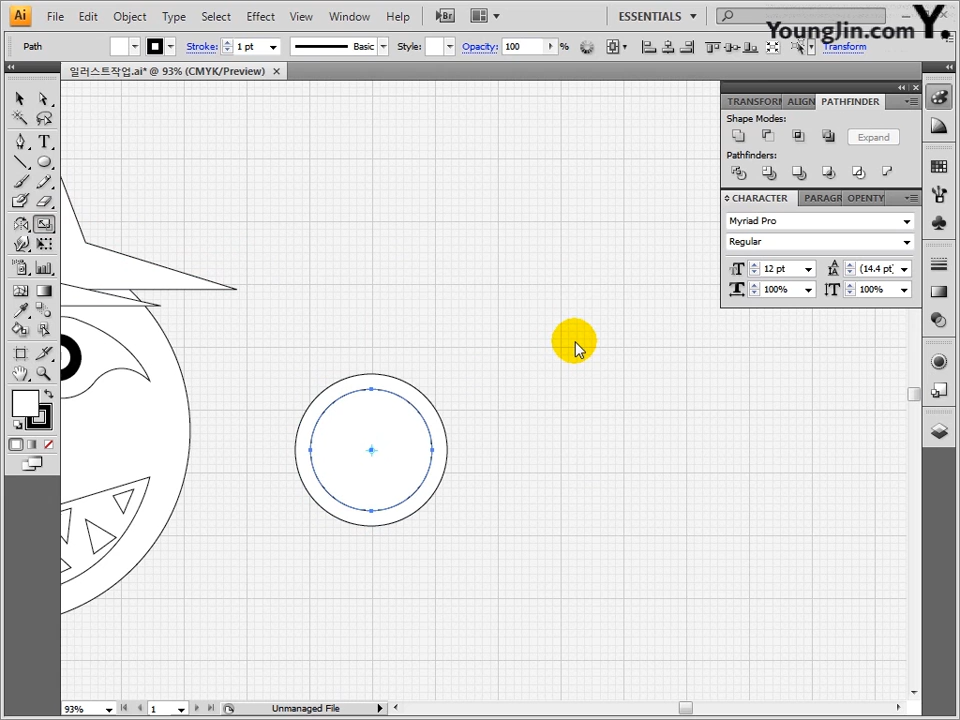 Ai File Edit Object Type Select Effect View Window Help Br ESSENTIALS
YoungJin.com Y.
Path Stroke: 1 pt Basic Style: Opacity: 100 % Transform
일러스트작업.ai* @ 93% (CMYK/Preview)
TRANSFORM ALIGN PATHFINDER
Shape Modes:
Expand
Pathfinders:
CHARACTER PARAGR OPENTY
Myriad Pro
Regular
12 pt (14.4 pt)
100% 100%
93% 1 Unmanaged File